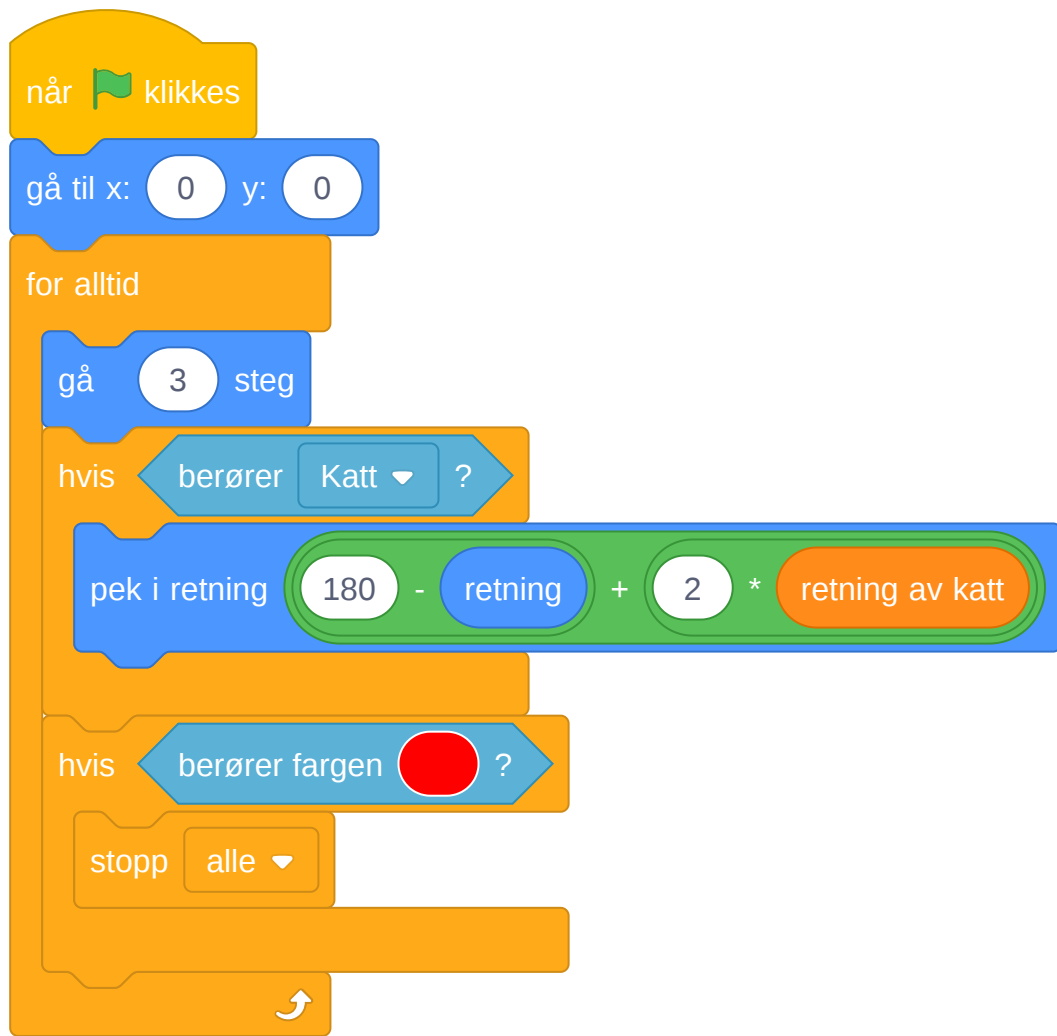 når klikkes
gå til x: 0 y: 0
for alltid
gå 3 steg
hvis berører Katt ?
pek i retning 180 - retning + 2 * retning av katt
hvis berører fargen ?
stopp alle